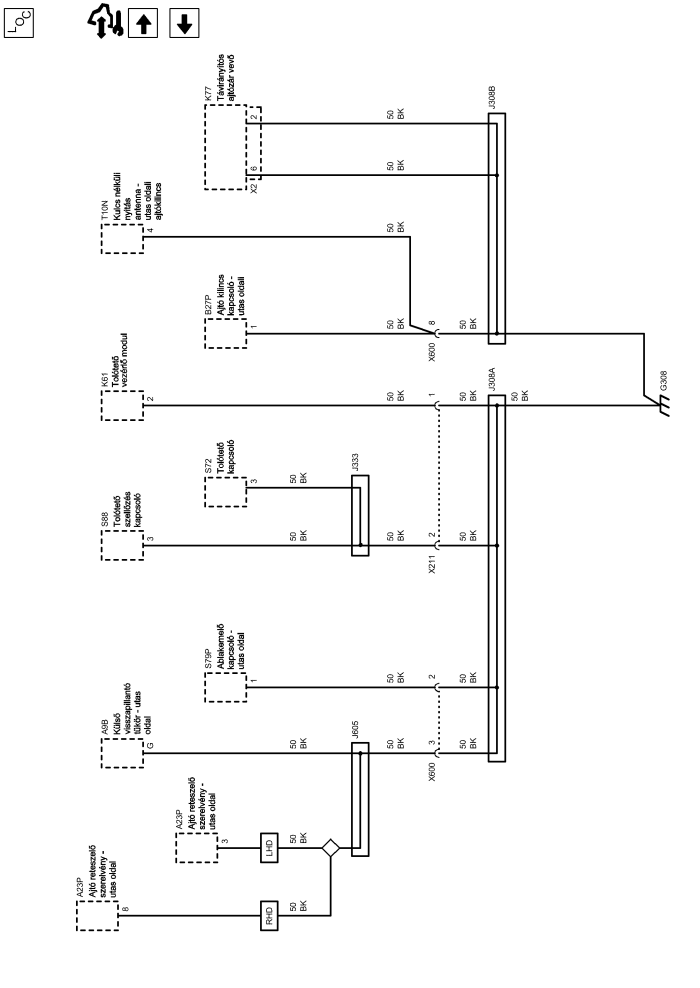 LOC
K77
Távirányítós
ajtózár vevő
2
6
X2
50
BK
50
BK
J308B
T10N
Kulcs nélküli
nyitás
antenna -
utas oldali
ajtókilincs
4
50
BK
B27P
Ajtó kilincs
kapcsoló -
utas oldali
1
50
BK
8
X600
50
BK
K61
Tolótető
vezérlő modul
2
50
BK
1
50
BK
J308A
50
BK
G308
S72
Tolótető
kapcsoló
3
50
BK
J333
S88
Tolótető
szellőzés
kapcsoló
3
50
BK
50
BK
2
X211
50
BK
S79P
Ablakemelő
kapcsoló -
utas oldal
1
50
BK
2
50
BK
A9B
Külső
visszapillantó
tükör - utas
oldal
G
50
BK
J605
50
BK
3
X600
50
BK
A23P
Ajtó reteszelő
szerelvény -
utas oldal
3
LHD
50
BK
A23P
Ajtó reteszelő
szerelvény -
utas oldal
8
RHD
50
BK